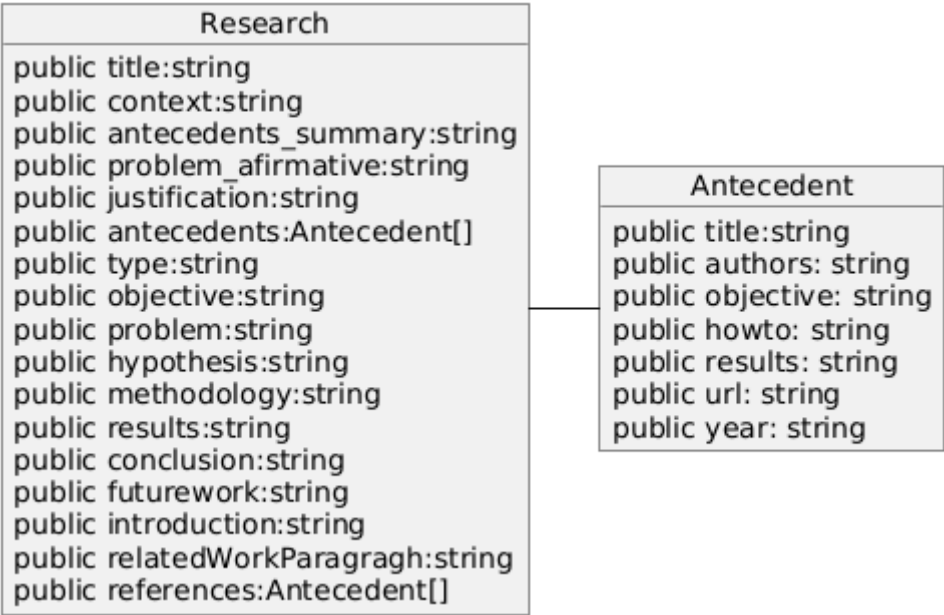 Research
public title:string
public context:string
public antecedents_summary:string
public problem_afirmative:string
public justification:string
public antecedents:Antecedent[]
public type:string
public objective:string
public problem:string
public hypothesis:string
public methodology:string
public results:string
public conclusion:string
public futurework:string
public introduction:string
public relatedWorkParagragh:string
public references:Antecedent[]
Antecedent
public title:string
public authors: string
public objective: string
public howto: string
public results: string
public url: string
public year: string